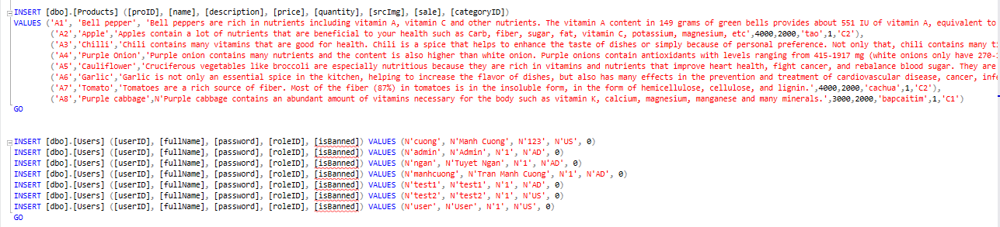 INSERT [dbo].[Products] ([proID], [name], [description], [price], [quantity], [srcImg], [sale], [categoryID])
VALUES ('A1', 'Bell pepper', 'Bell peppers are rich in nutrients including vitamin A, vitamin C and other nutrients. The vitamin A content in 149 grams of green bells provides about 551 IU of vitamin A, equivalent to
('A2','Apple','Apples contain a lot of nutrients that are beneficial to your health such as Carb, fiber, sugar, fat, vitamin C, potassium, magnesium, etc',4000,2000,'tao',1,'C2'),
('A3','Chilli','Chili contains many vitamins that are good for health. Chili is a spice that helps to enhance the taste of dishes or simply because of personal preference. Not only that, chili contains many ti
('A4','Purple Onion','Purple onion contains many nutrients and the content is also higher than white onion. Purple onions contain antioxidants with levels ranging from 415-1917 mg (white onions only have 270-
('A5','Cauliflower','Cruciferous vegetables like broccoli are especially nutritious because they are rich in vitamins and nutrients that improve heart health, fight cancer, and rebalance blood sugar. They are
('A6','Garlic','Garlic is not only an essential spice in the kitchen, helping to increase the flavor of dishes, but also has many effects in the prevention and treatment of cardiovascular disease, cancer, infe
('A7','Tomato','Tomatoes are a rich source of fiber. Most of the fiber (87%) in tomatoes is in the insoluble form, in the form of hemicellulose, cellulose, and lignin.',4000,2000,'cachua',1,'C2'),
('A8','Purple cabbage',N'Purple cabbage contains an abundant amount of vitamins necessary for the body such as vitamin K, calcium, magnesium, manganese and many minerals.',3000,2000,'bapcaitim',1,'C1')
GO
INSERT [dbo].[Users] ([userID], [fullName], [password], [roleID], [isBanned]) VALUES (N'cuong', N'Manh Cuong', N'123', N'US', 0)
INSERT [dbo].[Users] ([userID], [fullName], [password], [roleID], [isBanned]) VALUES (N'admin', N'Admin', N'1', N'AD', 0)
INSERT [dbo].[Users] ([userID], [fullName], [password], [roleID], [isBanned]) VALUES (N'ngan', N'Tuyet Ngan', N'1', N'AD', 0)
INSERT [dbo].[Users] ([userID], [fullName], [password], [roleID], [isBanned]) VALUES (N'manhcuong', N'Tran Manh Cuong', N'1', N'AD', 0)
INSERT [dbo].[Users] ([userID], [fullName], [password], [roleID], [isBanned]) VALUES (N'test1', N'test1', N'1', N'AD', 0)
INSERT [dbo].[Users] ([userID], [fullName], [password], [roleID], [isBanned]) VALUES (N'test2', N'test2', N'1', N'US', 0)
INSERT [dbo].[Users] ([userID], [fullName], [password], [roleID], [isBanned]) VALUES (N'user', N'User', N'1', N'US', 0)
GO